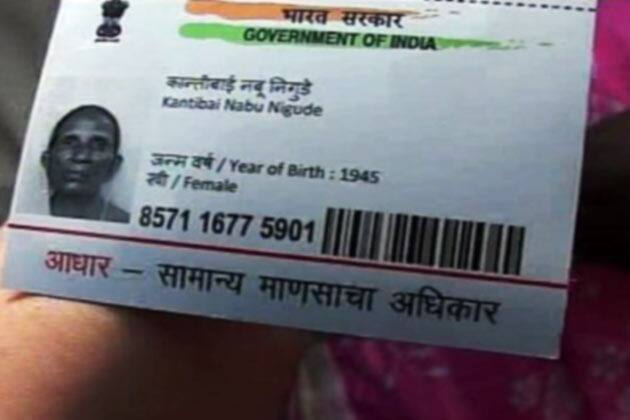 भारत सरकार
GOVERNMENT OF INDIA
कान्तीबाई नबू निगुडे
Kantibai Nabu Nigude
जन्म वर्ष / Year of Birth : 1945
स्त्री / Female
8571 1677 5901
आधार – सामान्य माणसाचा अधिकार